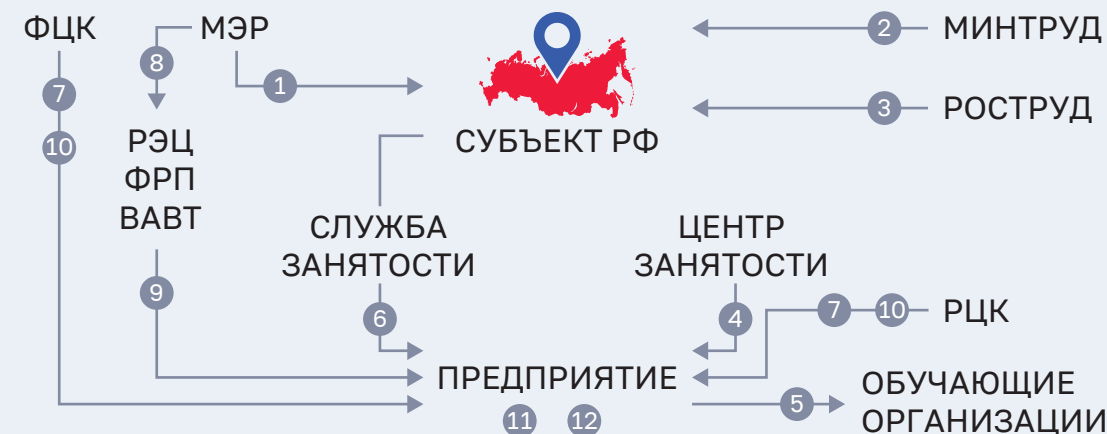 ФЦК
МЭР
2
МИНТРУД
8
1
7
3
РОСТРУД
10
РЭЦ
ФРП
ВАВТ
СУБЪЕКТ РФ
СЛУЖБА
ЗАНЯТОСТИ
ЦЕНТР
ЗАНЯТОСТИ
9
6
4
7
10
РЦК
ПРЕДПРИЯТИЕ
11
12
5
ОБУЧАЮЩИЕ
ОРГАНИЗАЦИИ